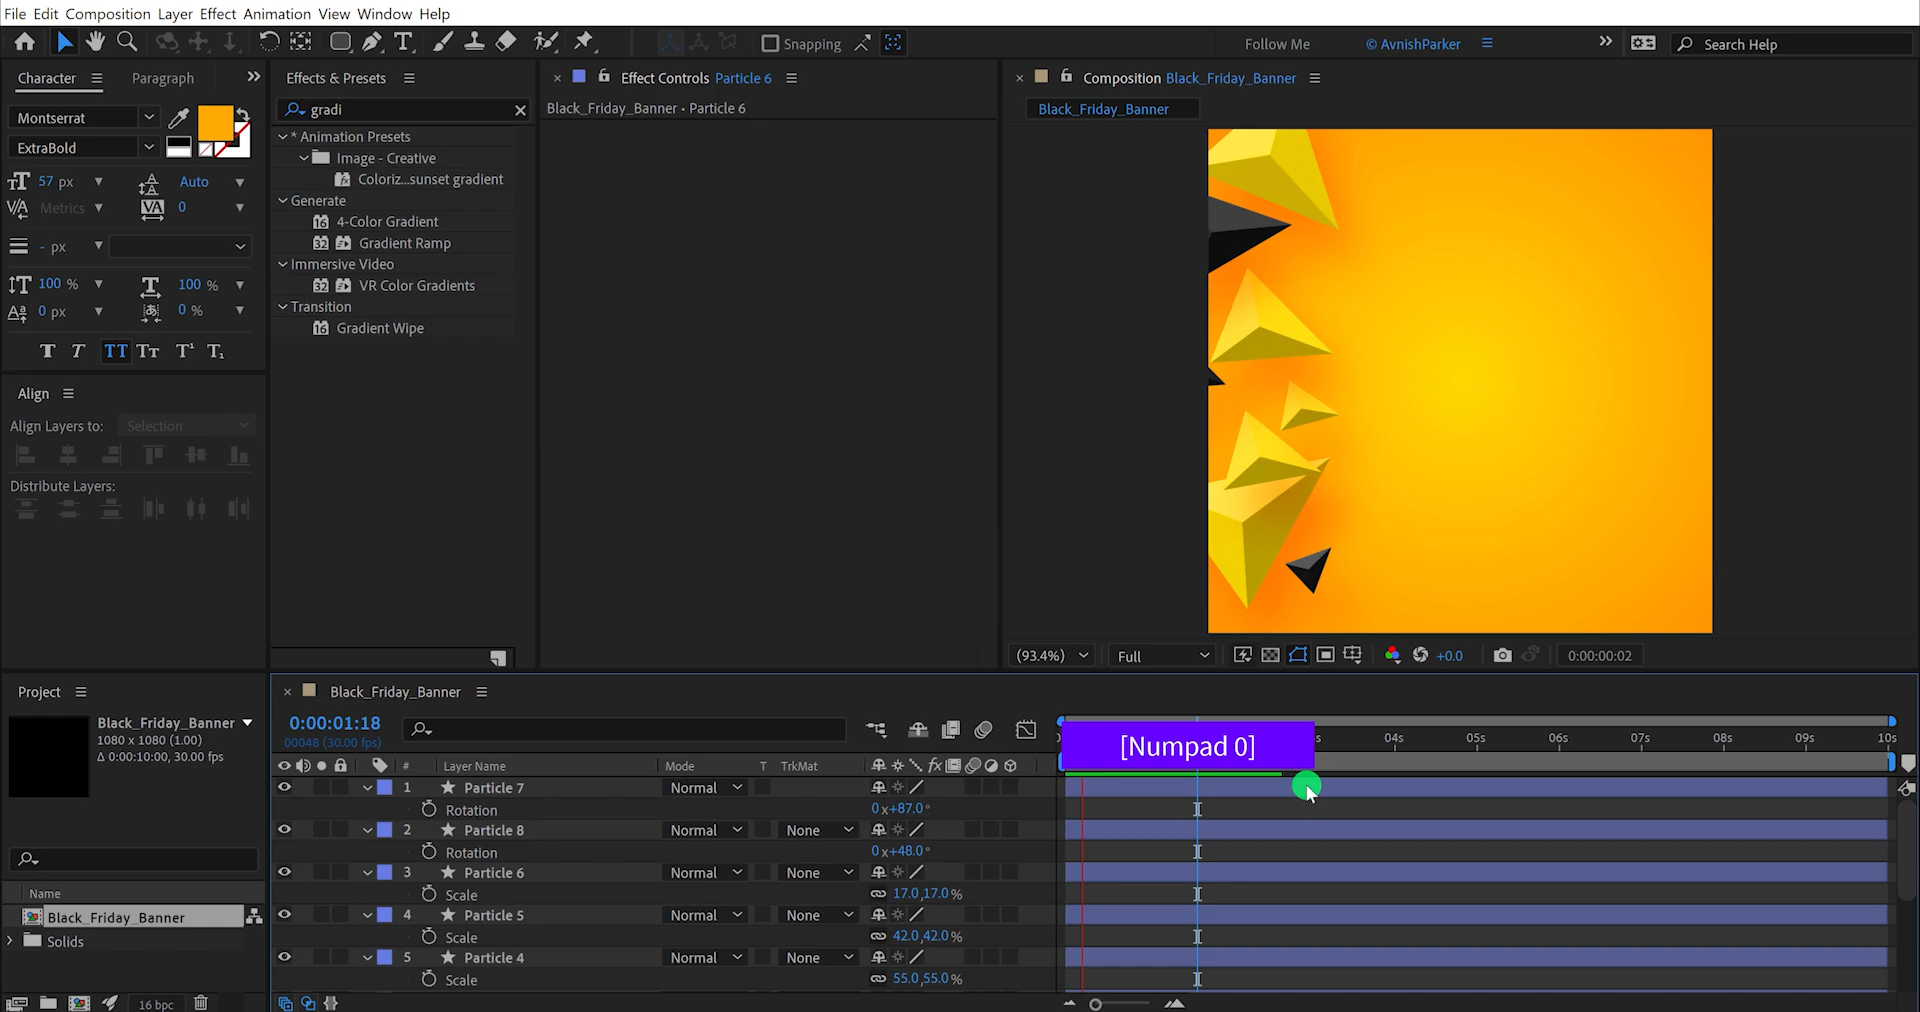 File Edit Composition Layer Effect Animation View Window Help
Snapping
Follow Me
© AvnishParker
Search Help
Character
Paragraph
Montserrat
ExtraBold
57 px
Auto
Metrics
0
- px
100 %
100 %
0 px
0 %
T T TT Tт T¹ T₁
Align
Align Layers to:
Selection
Distribute Layers:
Effects & Presets
gradi
* Animation Presets
Image - Creative
Coloriz...sunset gradient
Generate
4-Color Gradient
Gradient Ramp
Immersive Video
VR Color Gradients
Transition
Gradient Wipe
Effect Controls Particle 6
Black_Friday_Banner • Particle 6
Composition Black_Friday_Banner
Black_Friday_Banner
(93.4%)
Full
+0.0
0:00:00:02
Project
Black_Friday_Banner
1080 x 1080 (1.00)
Δ 0:00:10:00, 30.00 fps
Name
Black_Friday_Banner
Solids
16 bpc
Black_Friday_Banner
0:00:01:18
00048 (30.00 fps)
# Layer Name Mode T TrkMat
1 Particle 7 Normal
Rotation 0x+87.0°
2 Particle 8 Normal None
Rotation 0x+48.0°
3 Particle 6 Normal None
Scale 17.0,17.0%
4 Particle 5 Normal None
Scale 42.0,42.0%
5 Particle 4 Normal None
Scale 55.0,55.0%
[Numpad 0]
04s 05s 06s 07s 08s 09s 10s